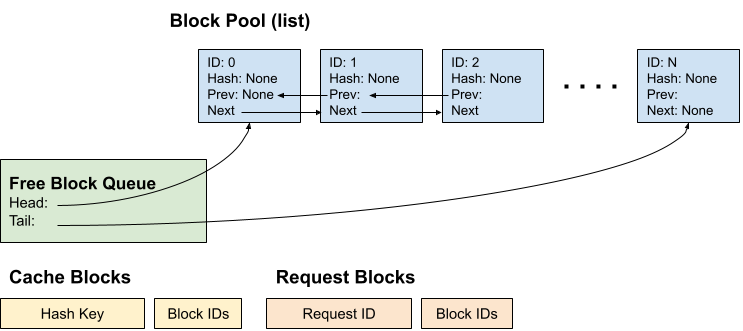 Block Pool (list)
ID: 0
Hash: None
Prev: None
Next
ID: 1
Hash: None
Prev:
Next
ID: 2
Hash: None
Prev:
Next
. . . .
ID: N
Hash: None
Prev:
Next: None
Free Block Queue
Head:
Tail:
Cache Blocks
Hash Key
Block IDs
Request Blocks
Request ID
Block IDs